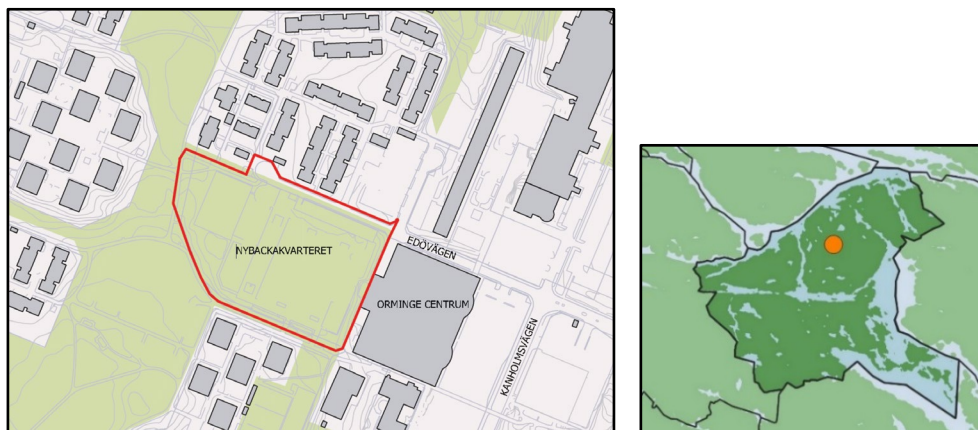 NYBACKAKVARTERET
EDÖVÄGEN
ORMINGE CENTRUM
KANHOLMSVÄGEN